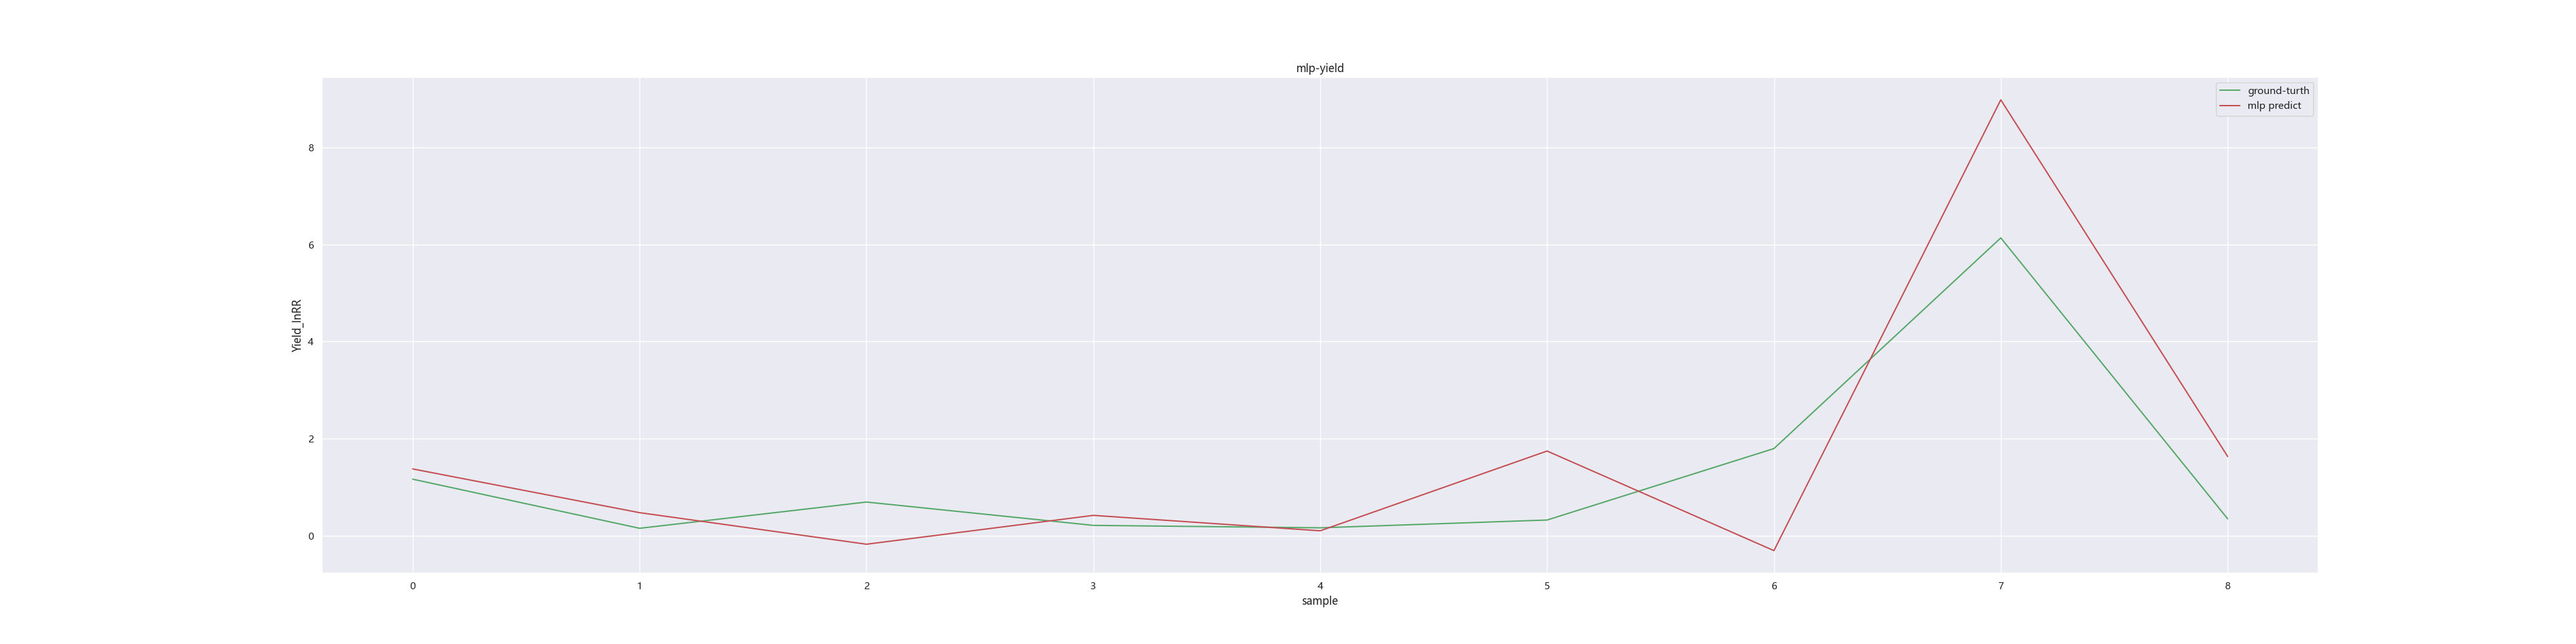 mlp-yield
ground-turth
mlp predict
8
6
4
2
0
Yield_lnRR
0 1 2 3 4 5 6 7 8
sample